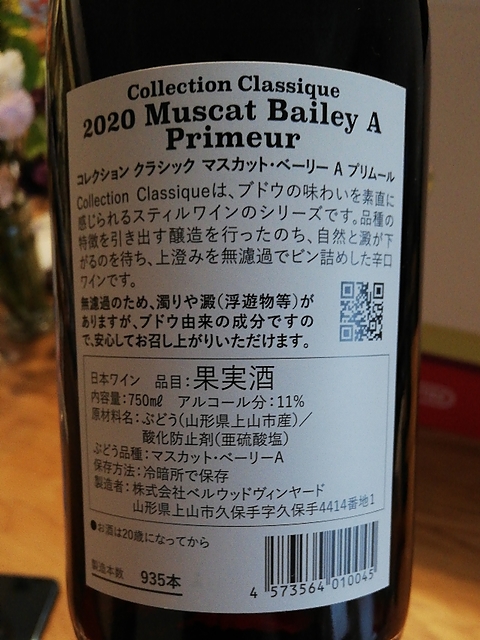 Collection Classique
2020 Muscat Bailey A
Primeur
コレクション クラシック マスカット・ベーリー A プリムール
Collection Classiqueは、ブドウの味わいを素直に
感じられるスティルワインのシリーズです。品種の
特徴を引き出す醸造を行ったのち、自然と澱が下
がるのを待ち、上澄みを無濾過でビン詰めした辛口
ワインです。
無濾過のため、濁りや澱（浮遊物等）が
ありますが、ブドウ由来の成分ですの
で、安心してお召し上がりいただけます。
日本ワイン 品目：果実酒
内容量：750㎖ アルコール分：11%
原材料名：ぶどう（山形県上山市産）／
酸化防止剤（亜硫酸塩）
ぶどう品種：マスカット・ベーリーA
保存方法：冷暗所で保存
製造者：株式会社ベルウッドヴィンヤード
山形県上山市久保手字久保手4414番地1
●お酒は20歳になってから
製造本数 935本
4 573564 010045